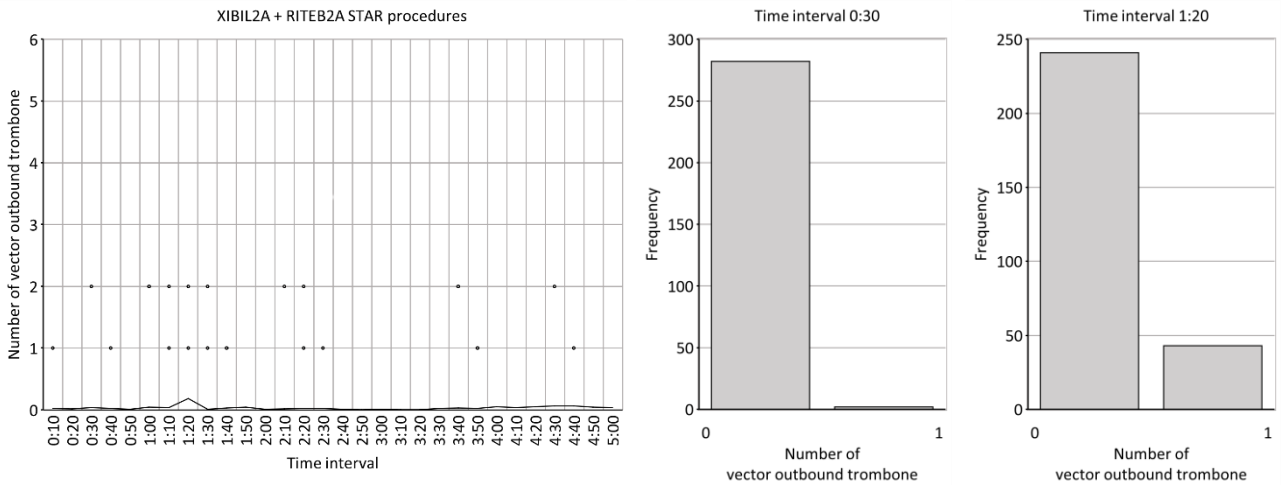 XIBIL2A + RITEB2A STAR procedures
Number of vector outbound trombone
6
5
4
3
2
1
0
0:10 0:20 0:30 0:40 0:50 1:00 1:10 1:20 1:30 1:40 1:50 2:00 2:10 2:20 2:30 2:40 2:50 3:00 3:10 3:20 3:30 3:40 3:50 4:00 4:10 4:20 4:30 4:40 4:50 5:00
Time interval
Time interval 0:30
Frequency
300
250
200
150
100
50
0
0 1
Number of
vector outbound trombone
Time interval 1:20
Frequency
250
200
150
100
50
0
0 1
Number of
vector outbound trombone